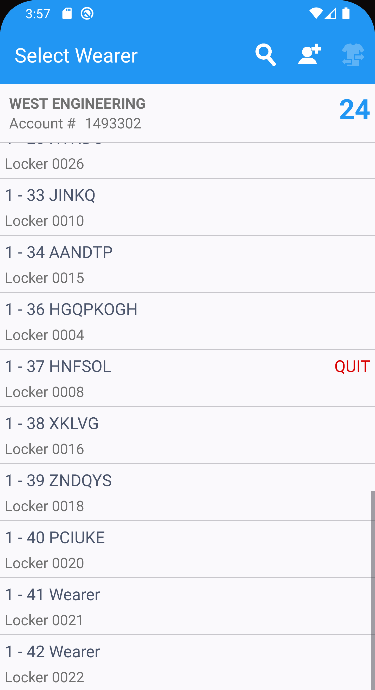 3:57
Select Wearer
WEST ENGINEERING
24
Account # 1493302
Locker 0026
1 - 33 JINKQ
Locker 0010
1 - 34 AANDTP
Locker 0015
1 - 36 HGQPKOGH
Locker 0004
1 - 37 HNFSOL
QUIT
Locker 0008
1 - 38 XKLVG
Locker 0016
1 - 39 ZNDQYS
Locker 0018
1 - 40 PCIUKE
Locker 0020
1 - 41 Wearer
Locker 0021
1 - 42 Wearer
Locker 0022